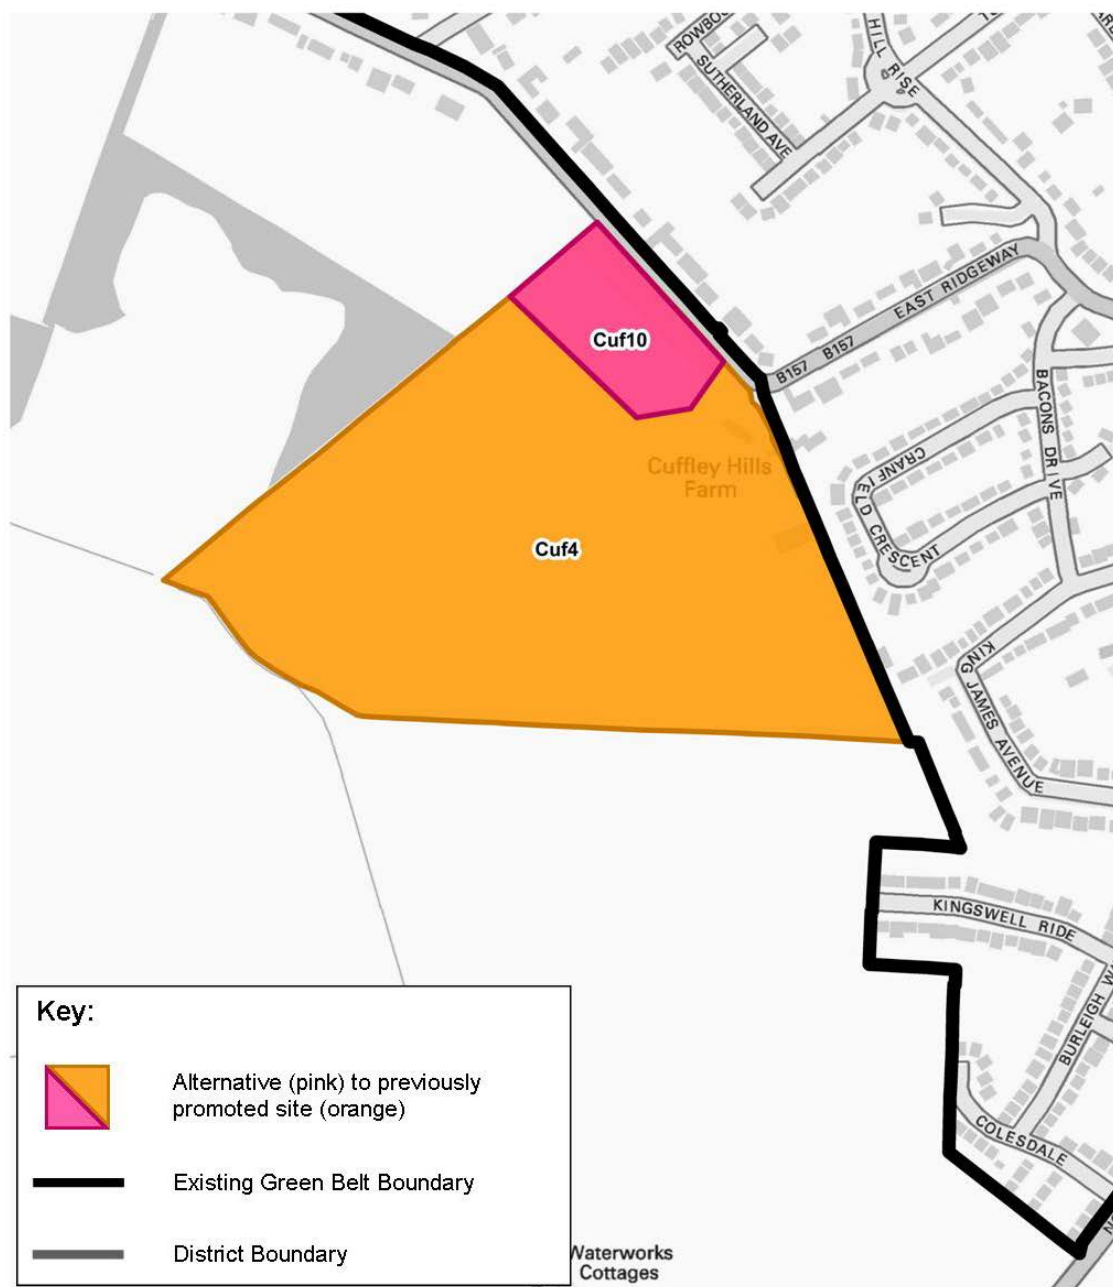 ROWBO
SUTHERLAND AVE
HILL RISE
EAST RIDGEWAY
B157 B157
Cuf10
BACONS DRIVE
CRANFIELD CRESCENT
Cuffley Hills
Farm
Cuf4
KING JAMES AVENUE
KINGSWELL RIDE
BURLEIGH W
COLESDALE
Key:
Alternative (pink) to previously
promoted site (orange)
Existing Green Belt Boundary
District Boundary
Waterworks
Cottages